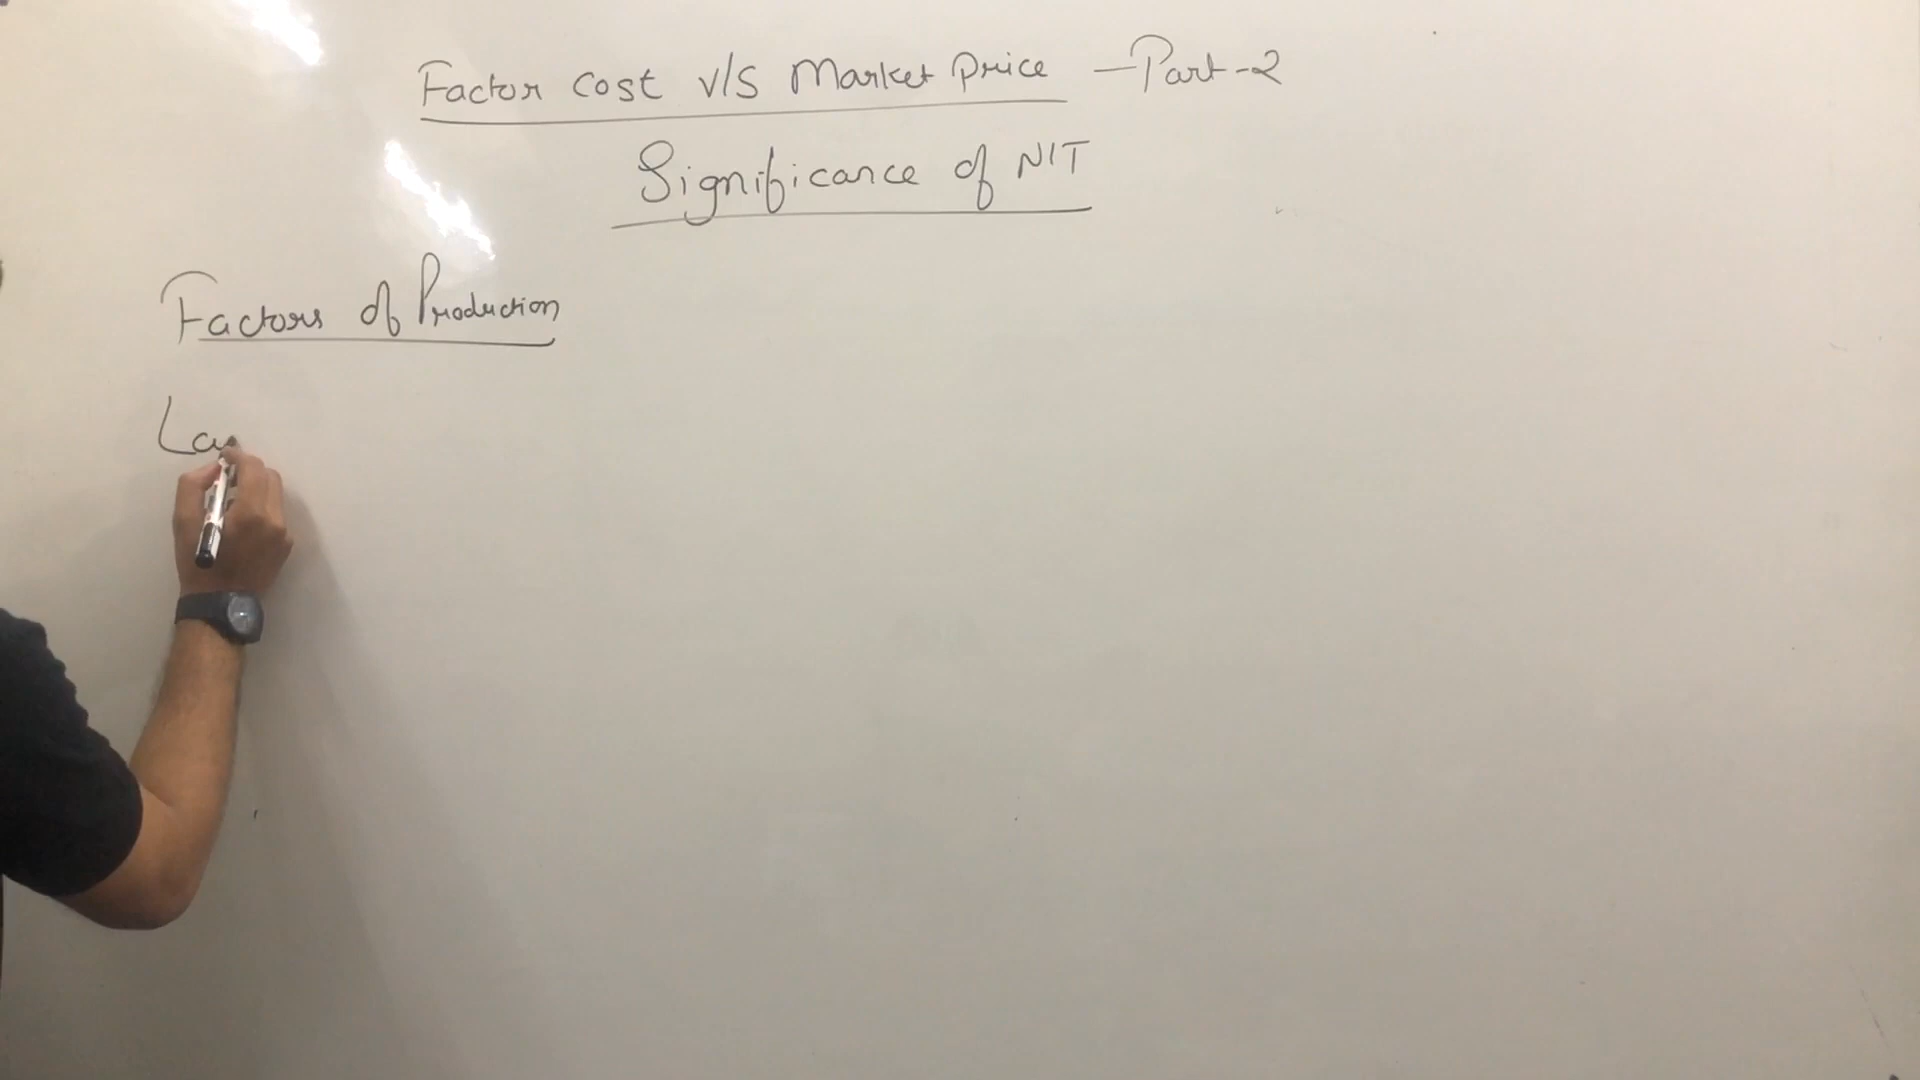 Factor cost v/s Market Price - Part-2
Significance of NIT
Factors of Production
La